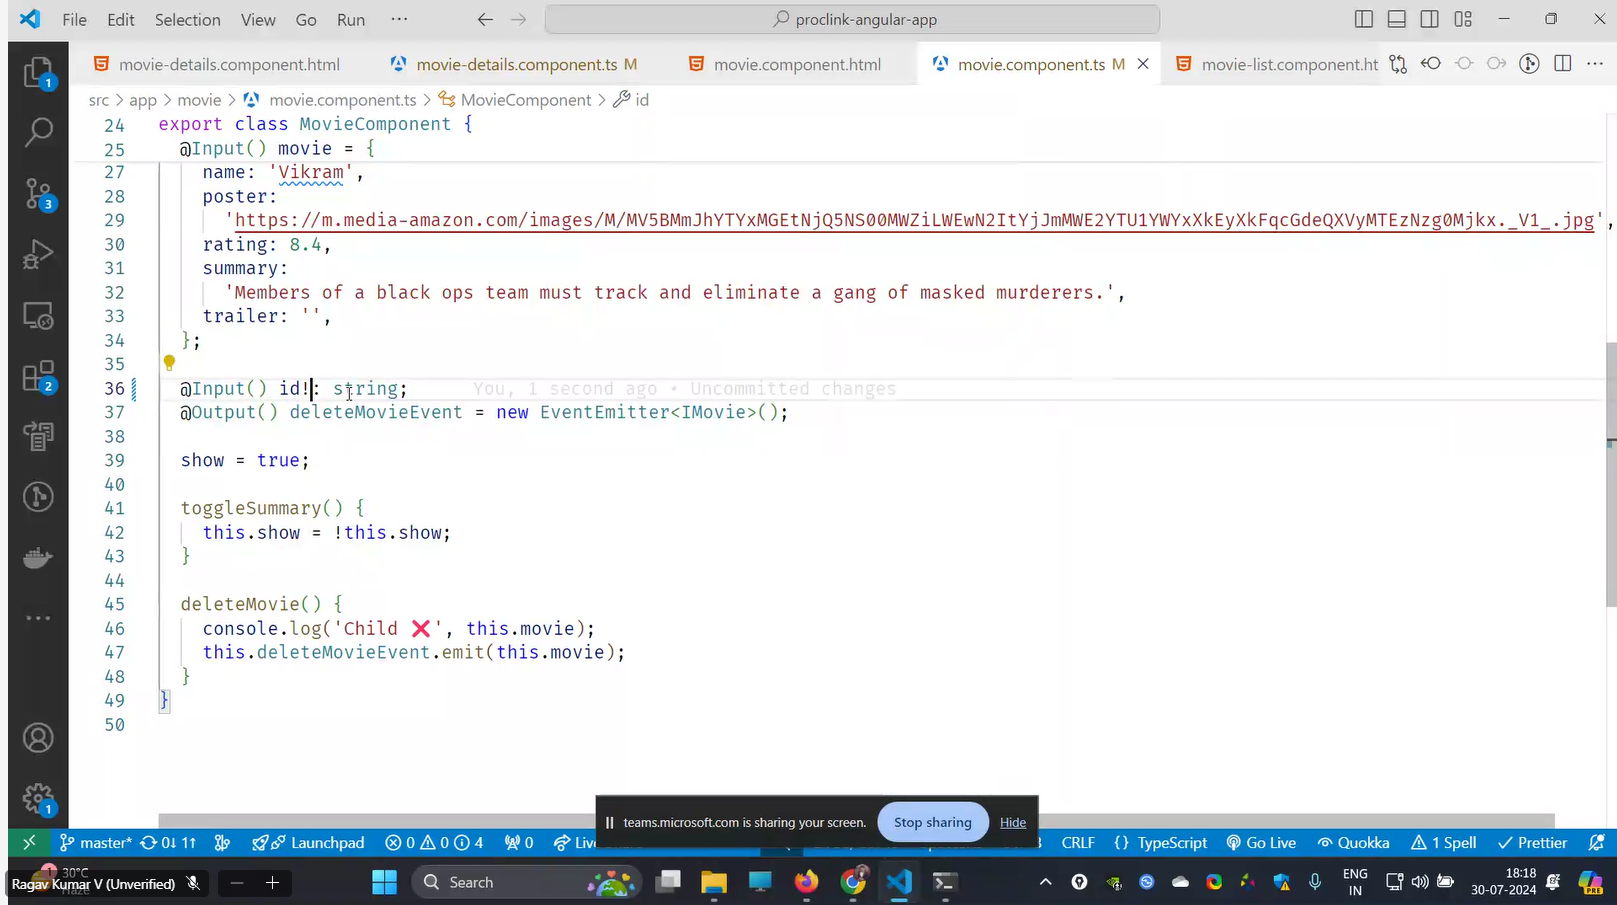 File Edit Selection View Go Run ··· proclink-angular-app
movie-details.component.html movie-details.component.ts M movie.component.html movie.component.ts M movie-list.component.ht
src > app > movie > movie.component.ts > MovieComponent > id
24 export class MovieComponent {
25 @Input() movie = {
27 name: 'Vikram',
28 poster:
29 'https://m.media-amazon.com/images/M/MV5BMmJhYTYxMGEtNjQ5NS00MWZiLWEwN2ItYjJmMWE2YTU1YWYxXkEyXkFqcGdeQXVyMTEzNzg0Mjkx._V1_.jpg',
30 rating: 8.4,
31 summary:
32 'Members of a black ops team must track and eliminate a gang of masked murderers.',
33 trailer: '',
34 };
35
36 @Input() id!: string; You, 1 second ago • Uncommitted changes
37 @Output() deleteMovieEvent = new EventEmitter<IMovie>();
38
39 show = true;
40
41 toggleSummary() {
42 this.show = !this.show;
43 }
44
45 deleteMovie() {
46 console.log('Child ❌', this.movie);
47 this.deleteMovieEvent.emit(this.movie);
48 }
49 }
50
1
3
2
1
teams.microsoft.com is sharing your screen. Stop sharing Hide
master* 0↓ 1↑ Launchpad 0 0 4 0 CRLF TypeScript Go Live Quokka 1 Spell Prettier
30°C
Ragav Kumar V (Unverified)
Search
ENG
IN
18:18
30-07-2024